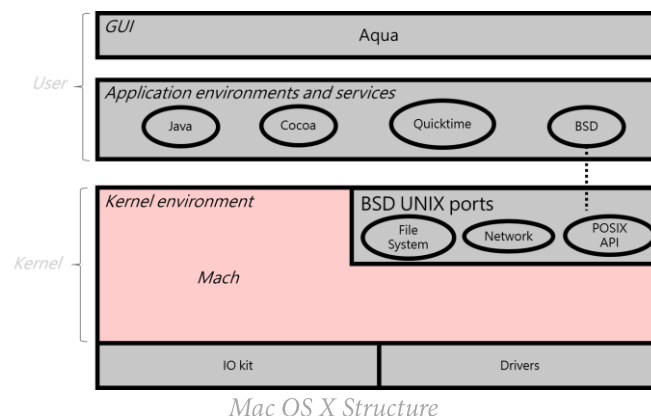 GUI
Aqua
User
Application environments and services
Java
Cocoa
Quicktime
BSD
Kernel environment
BSD UNIX ports
File
System
Network
POSIX
API
Kernel
Mach
IO kit
Drivers
Mac OS X Structure